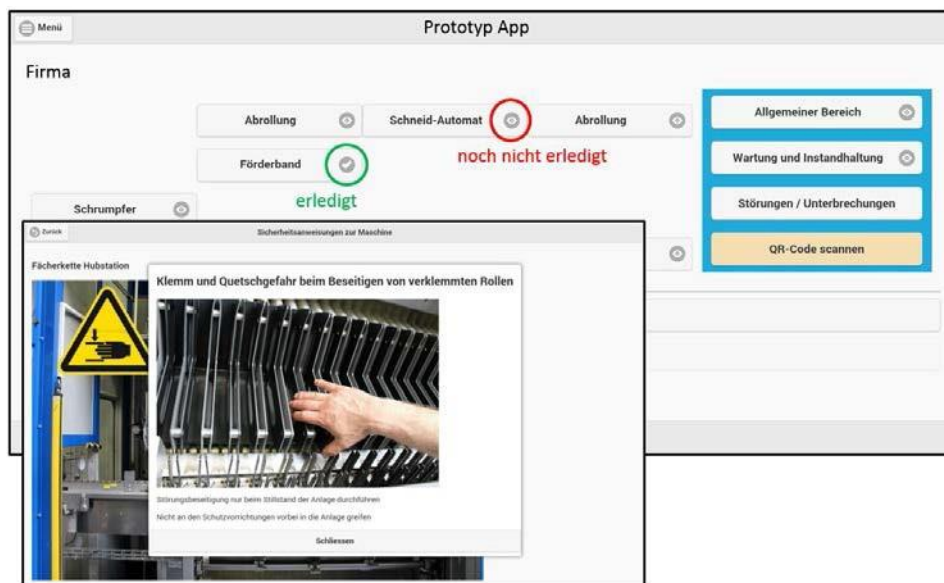 Menü
Prototyp App
Firma
Abrollung
Schneid-Automat
Abrollung
Allgemeiner Bereich
noch nicht erledigt
Förderband
Wartung und Instandhaltung
erledigt
Schrumpfer
Störungen / Unterbrechungen
QR-Code scannen
Zurück
Sicherheitsanweisungen zur Maschine
Fächerkette Hubstation
Klemm und Quetschgefahr beim Beseitigen von verklemmten Rollen
Störungsbeseitigung nur beim Stillstand der Anlage durchführen
Nicht an den Schutzvorrichtungen vorbei in die Anlage greifen
Schliessen